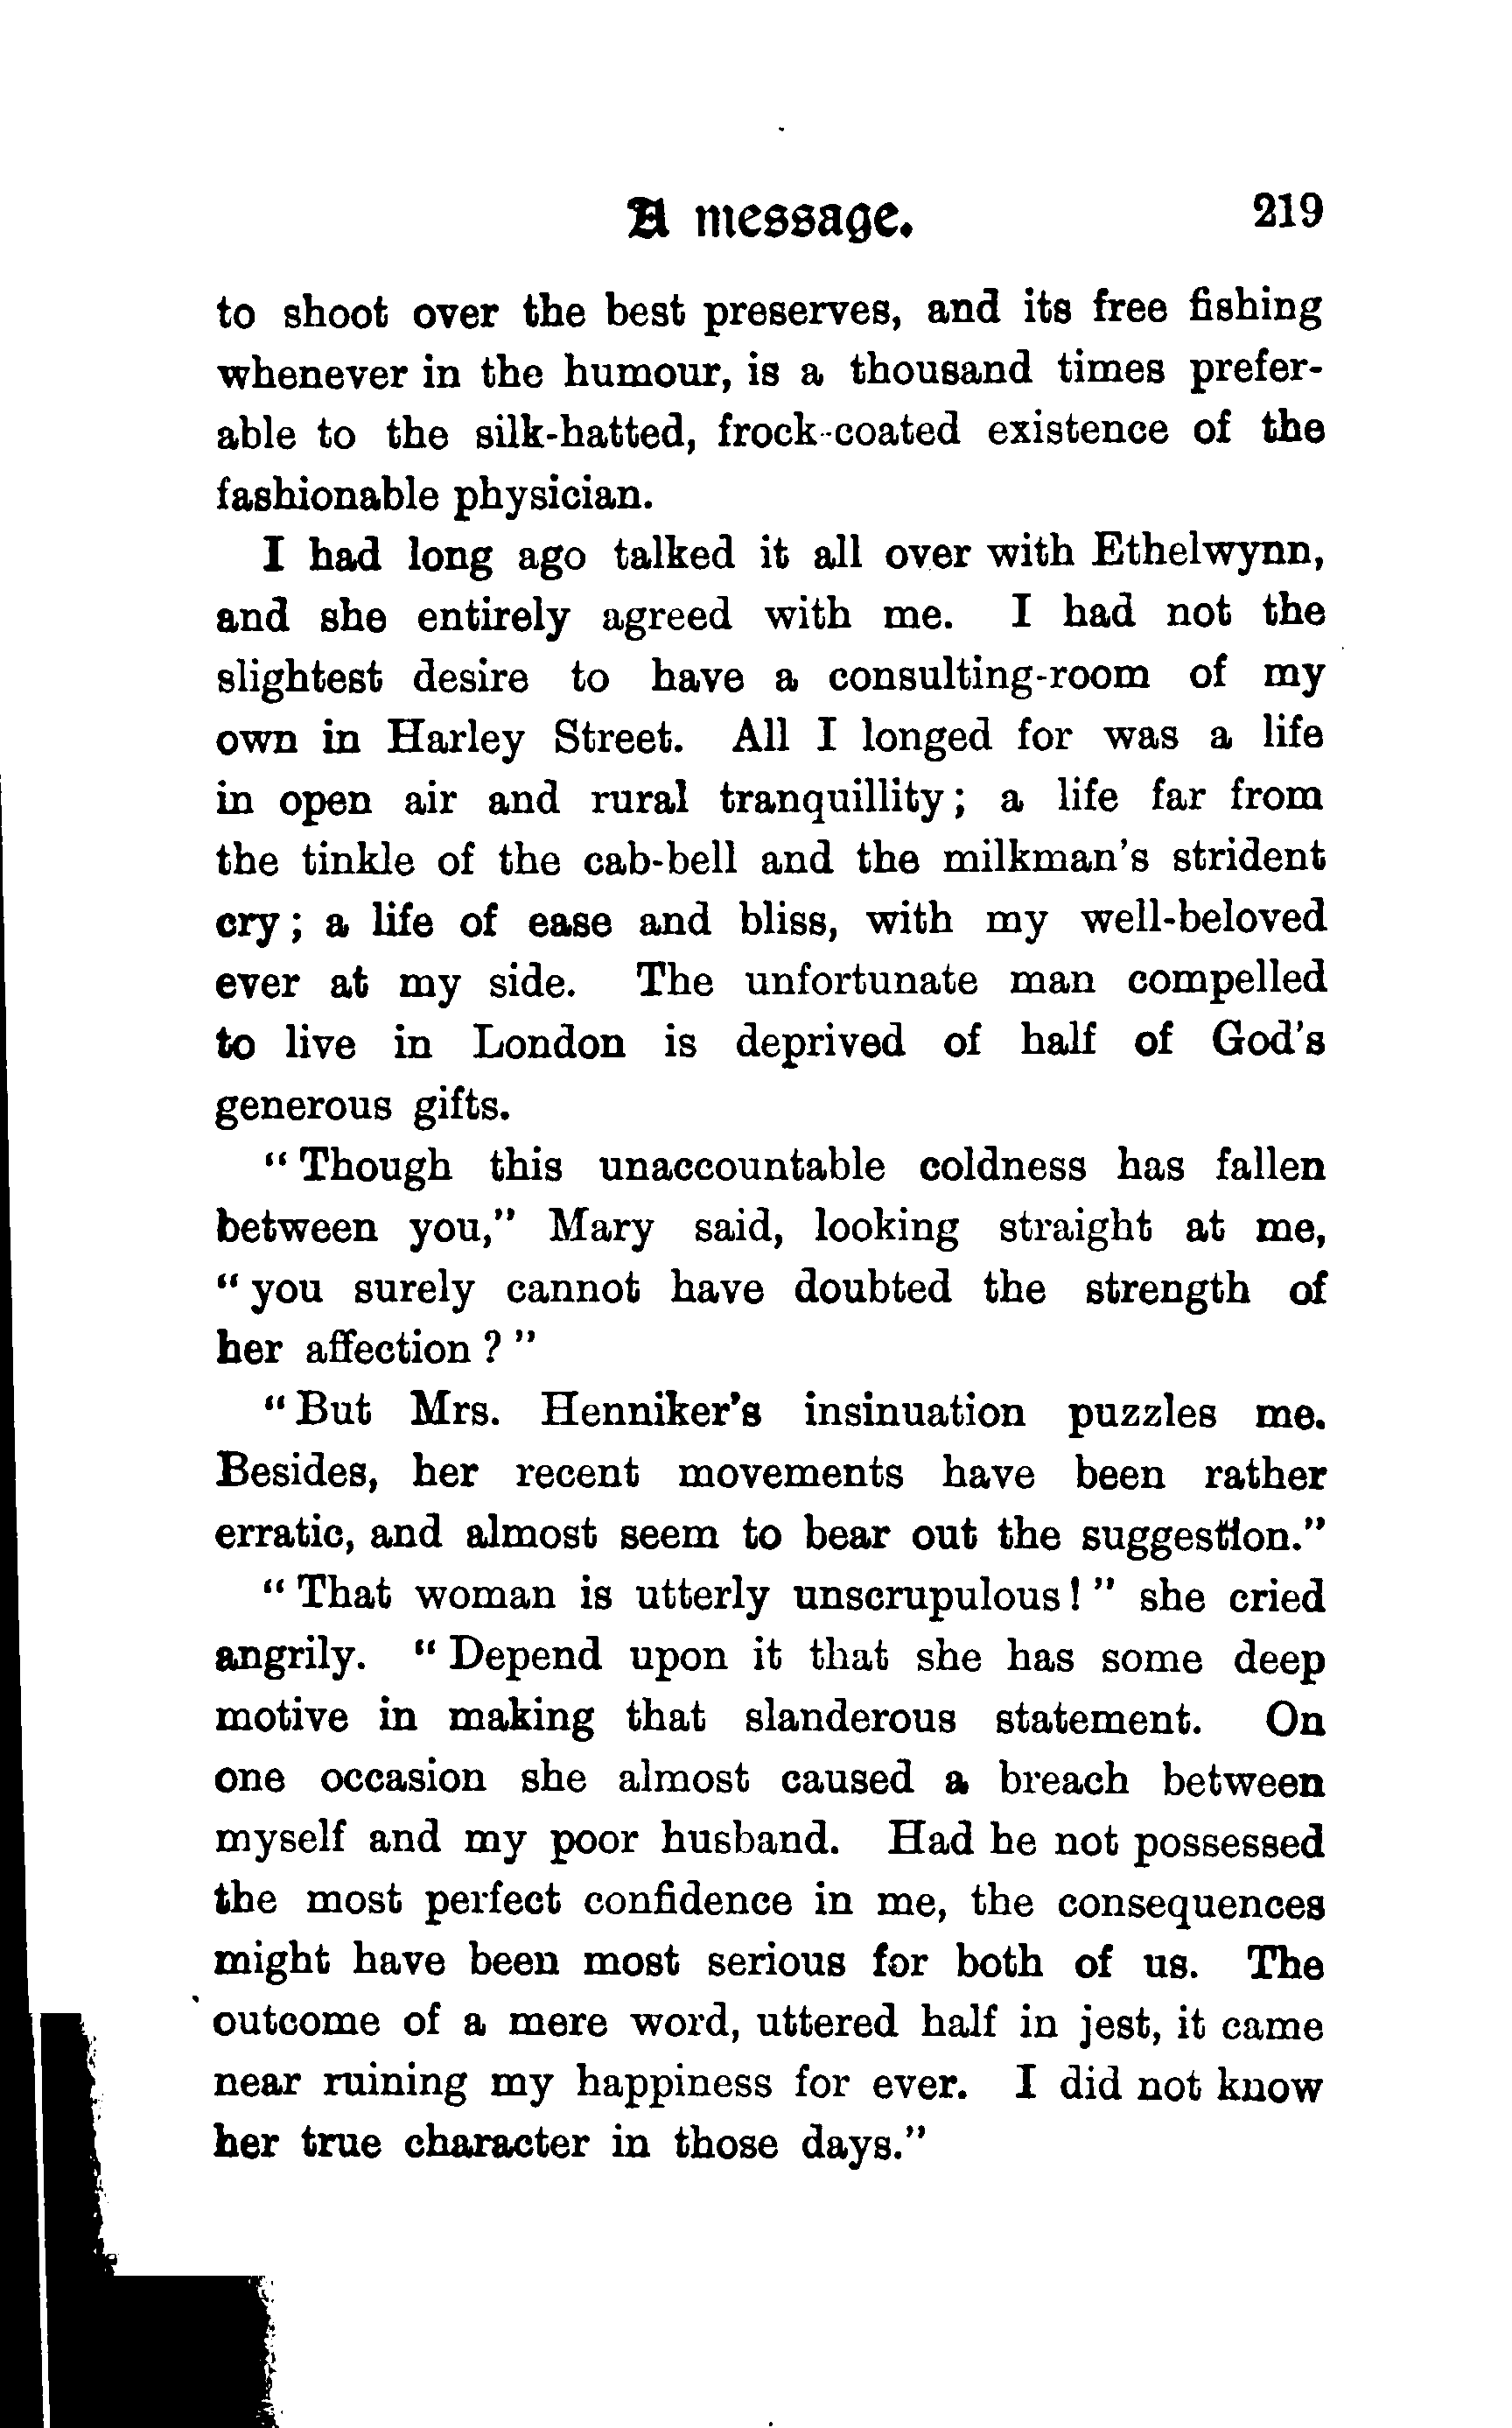 A message. 219
to shoot over the best preserves, and its free fishing
whenever in the humour, is a thousand times prefer-
able to the silk-hatted, frock-coated existence of the
fashionable physician.
I had long ago talked it all over with Ethelwynn,
and she entirely agreed with me. I had not the
slightest desire to have a consulting-room of my
own in Harley Street. All I longed for was a life
in open air and rural tranquillity; a life far from
the tinkle of the cab-bell and the milkman's strident
cry; a life of ease and bliss, with my well-beloved
ever at my side. The unfortunate man compelled
to live in London is deprived of half of God's
generous gifts.
"Though this unaccountable coldness has fallen
between you," Mary said, looking straight at me,
"you surely cannot have doubted the strength of
her affection?"
"But Mrs. Henniker's insinuation puzzles me.
Besides, her recent movements have been rather
erratic, and almost seem to bear out the suggestion."
"That woman is utterly unscrupulous!" she cried
angrily. "Depend upon it that she has some deep
motive in making that slanderous statement. On
one occasion she almost caused a breach between
myself and my poor husband. Had he not possessed
the most perfect confidence in me, the consequences
might have been most serious for both of us. The
outcome of a mere word, uttered half in jest, it came
near ruining my happiness for ever. I did not know
her true character in those days."